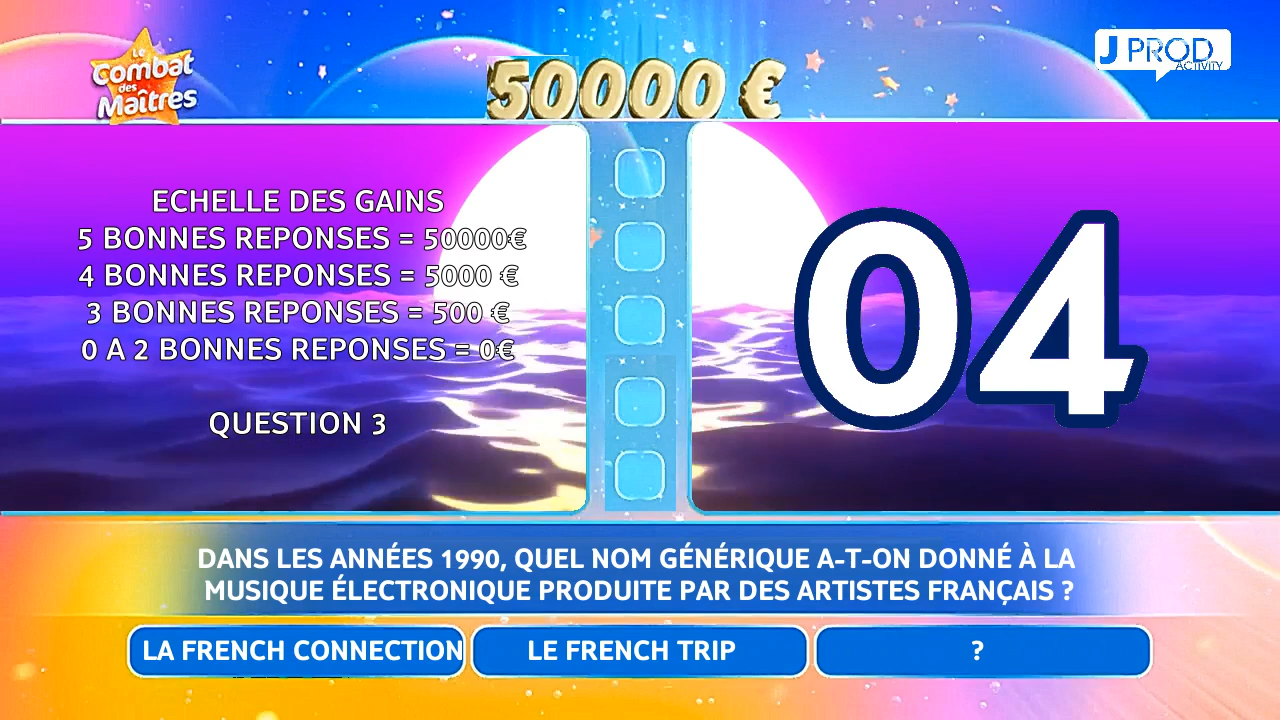 Le
Combat
des
Maîtres
50000 €
J PROD
ACTIVITY
ECHELLE DES GAINS
5 BONNES REPONSES = 50000€
4 BONNES REPONSES = 5000 €
3 BONNES REPONSES = 500 €
0 A 2 BONNES REPONSES = 0€
QUESTION 3
04
DANS LES ANNÉES 1990, QUEL NOM GÉNÉRIQUE A-T-ON DONNÉ À LA
MUSIQUE ÉLECTRONIQUE PRODUITE PAR DES ARTISTES FRANÇAIS ?
LA FRENCH CONNECTION
LE FRENCH TRIP
?